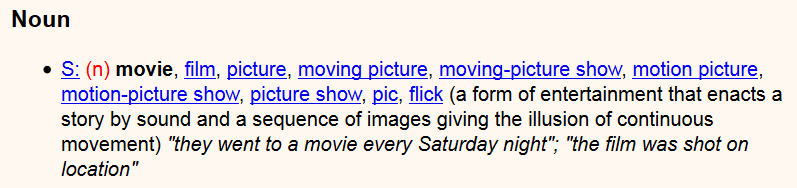 Noun
• S: (n) movie, film, picture, moving picture, moving-picture show, motion picture,
motion-picture show, picture show, pic, flick (a form of entertainment that enacts a
story by sound and a sequence of images giving the illusion of continuous
movement) "they went to a movie every Saturday night"; "the film was shot on
location"